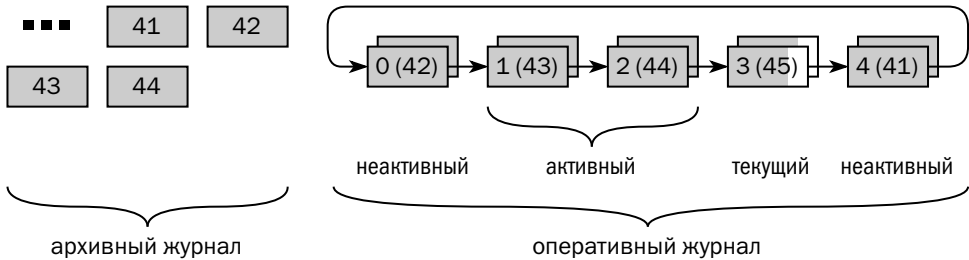 41 42
43 44
0 (42) 1 (43) 2 (44) 3 (45) 4 (41)
неактивный активный текущий неактивный
архивный журнал оперативный журнал